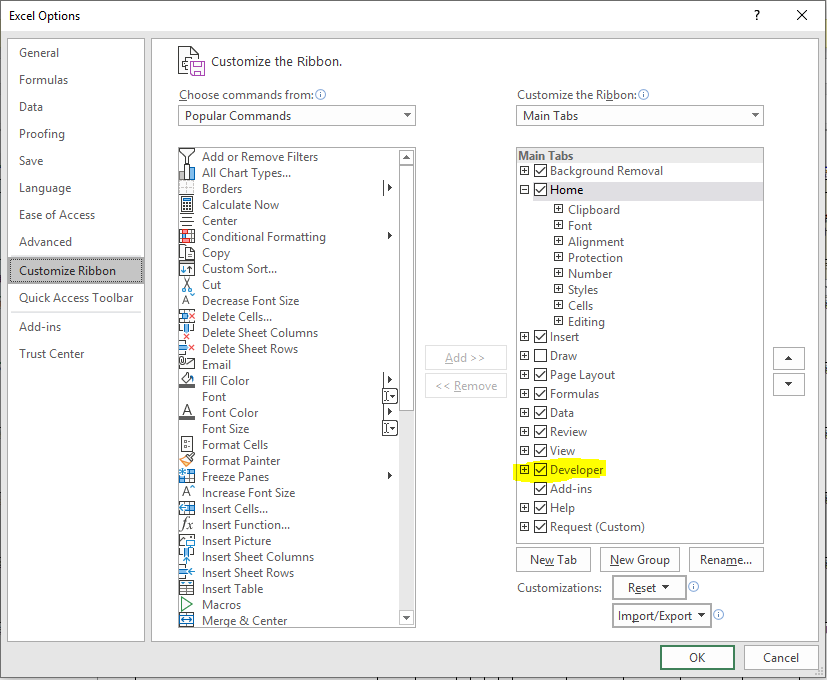 Excel Options
General
Formulas
Data
Proofing
Save
Language
Ease of Access
Advanced
Customize Ribbon
Quick Access Toolbar
Add-ins
Trust Center
Customize the Ribbon.
Choose commands from:
Popular Commands
Add or Remove Filters
All Chart Types...
Borders
Calculate Now
Center
Conditional Formatting
Copy
Custom Sort...
Cut
Decrease Font Size
Delete Cells...
Delete Sheet Columns
Delete Sheet Rows
Email
Fill Color
Font
Font Color
Font Size
Format Cells
Format Painter
Freeze Panes
Increase Font Size
Insert Cells...
Insert Function...
Insert Picture
Insert Sheet Columns
Insert Sheet Rows
Insert Table
Macros
Merge & Center
Add >>
<< Remove
Customize the Ribbon:
Main Tabs
Main Tabs
Background Removal
Home
Clipboard
Font
Alignment
Protection
Number
Styles
Cells
Editing
Insert
Draw
Page Layout
Formulas
Data
Review
View
Developer
Add-ins
Help
Request (Custom)
New Tab
New Group
Rename...
Customizations:
Reset
Import/Export
OK
Cancel